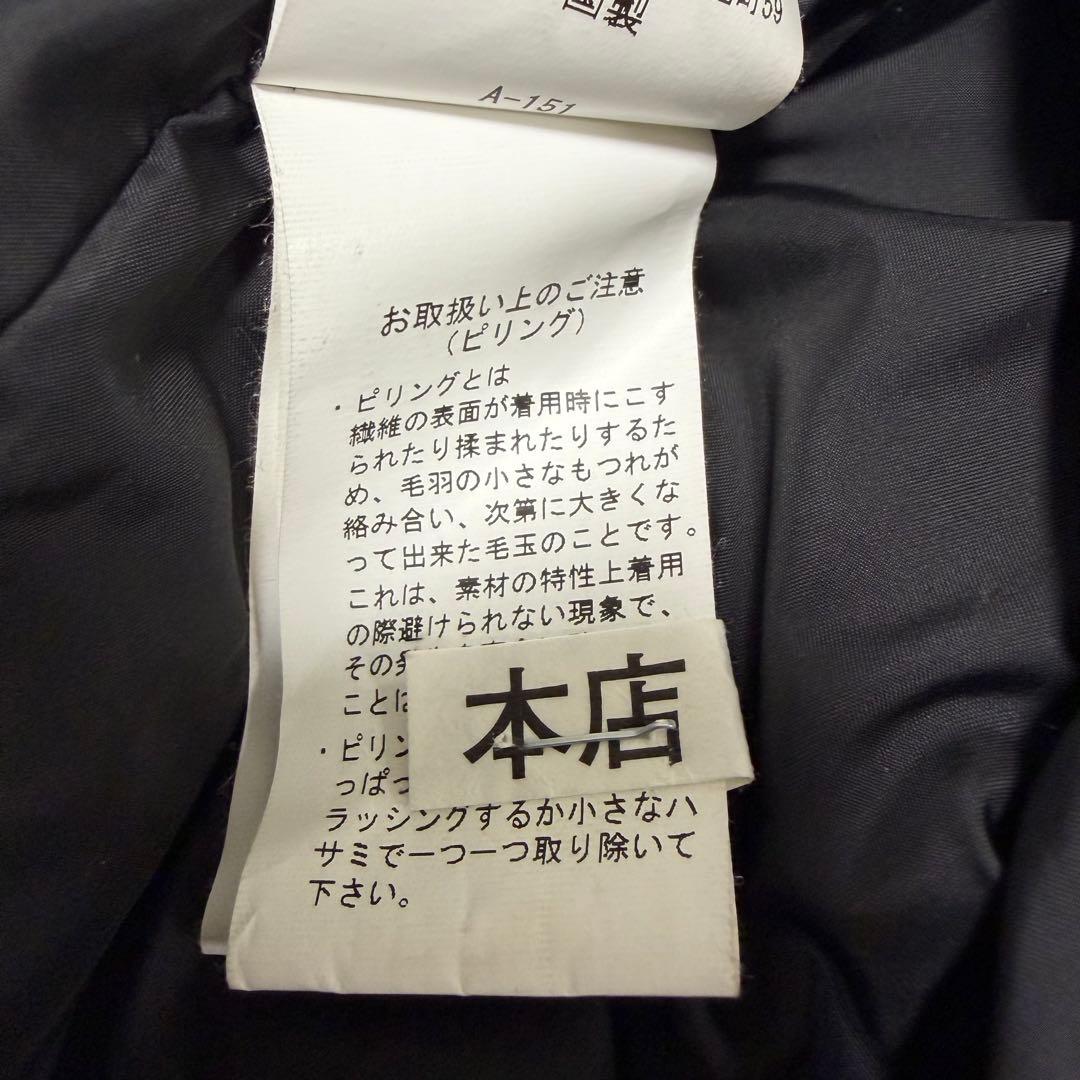 製
59
A-151
お取扱い上のご注意
(ピリング)
・ピリングとは
繊維の表面が着用時にこす
られたり揉まれたりするた
め、毛羽の小さなもつれが
絡み合い、次第に大きくな
って出来た毛玉のことです。
これは、素材の特性上着用
の際避けられない現象で、
その
ことは
本店
・ピリン
っぱ
ラッシングするか小さなハ
サミで一つ一つ取り除いて
下さい。